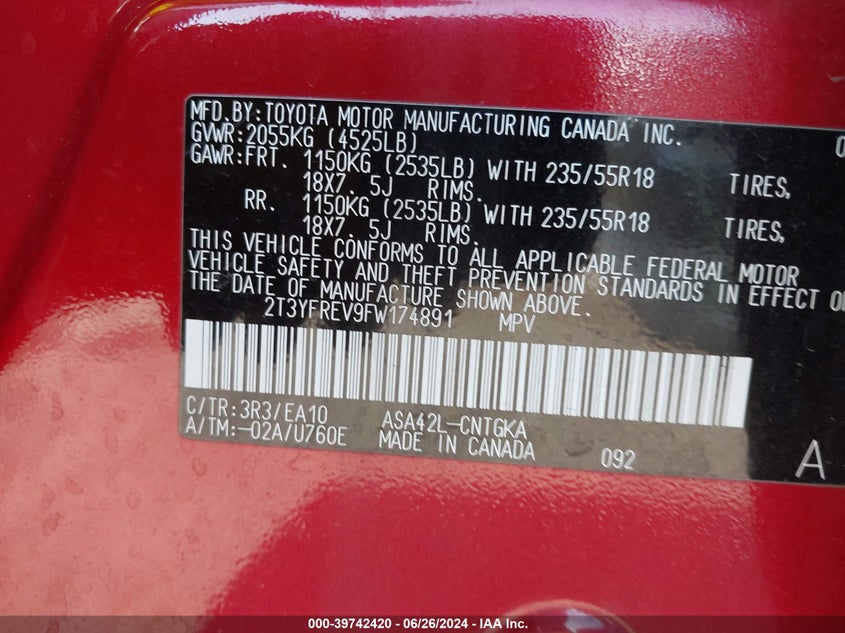 MFD.BY:TOYOTA MOTOR MANUFACTURING CANADA INC. 0
GVWR:2055KG (4525LB)
GAWR:FRT. 1150KG (2535LB) WITH 235/55R18 TIRES,
18X7. 5J RIMS.
RR. 1150KG (2535LB) WITH 235/55R18 TIRES,
18X7. 5J RIMS.
THIS VEHICLE CONFORMS TO ALL APPLICABLE FEDERAL MOTOR
VEHICLE SAFETY AND THEFT PREVENTION STANDARDS IN EFFECT O
THE DATE OF MANUFACTURE SHOWN ABOVE.
2T3YFREV9FW174891 MPV
C/TR:3R3/EA10 ASA42L-CNTGKA
A/TM:-02A/U760E MADE IN CANADA 092 A
000-39742420 - 06/26/2024 - IAA Inc.